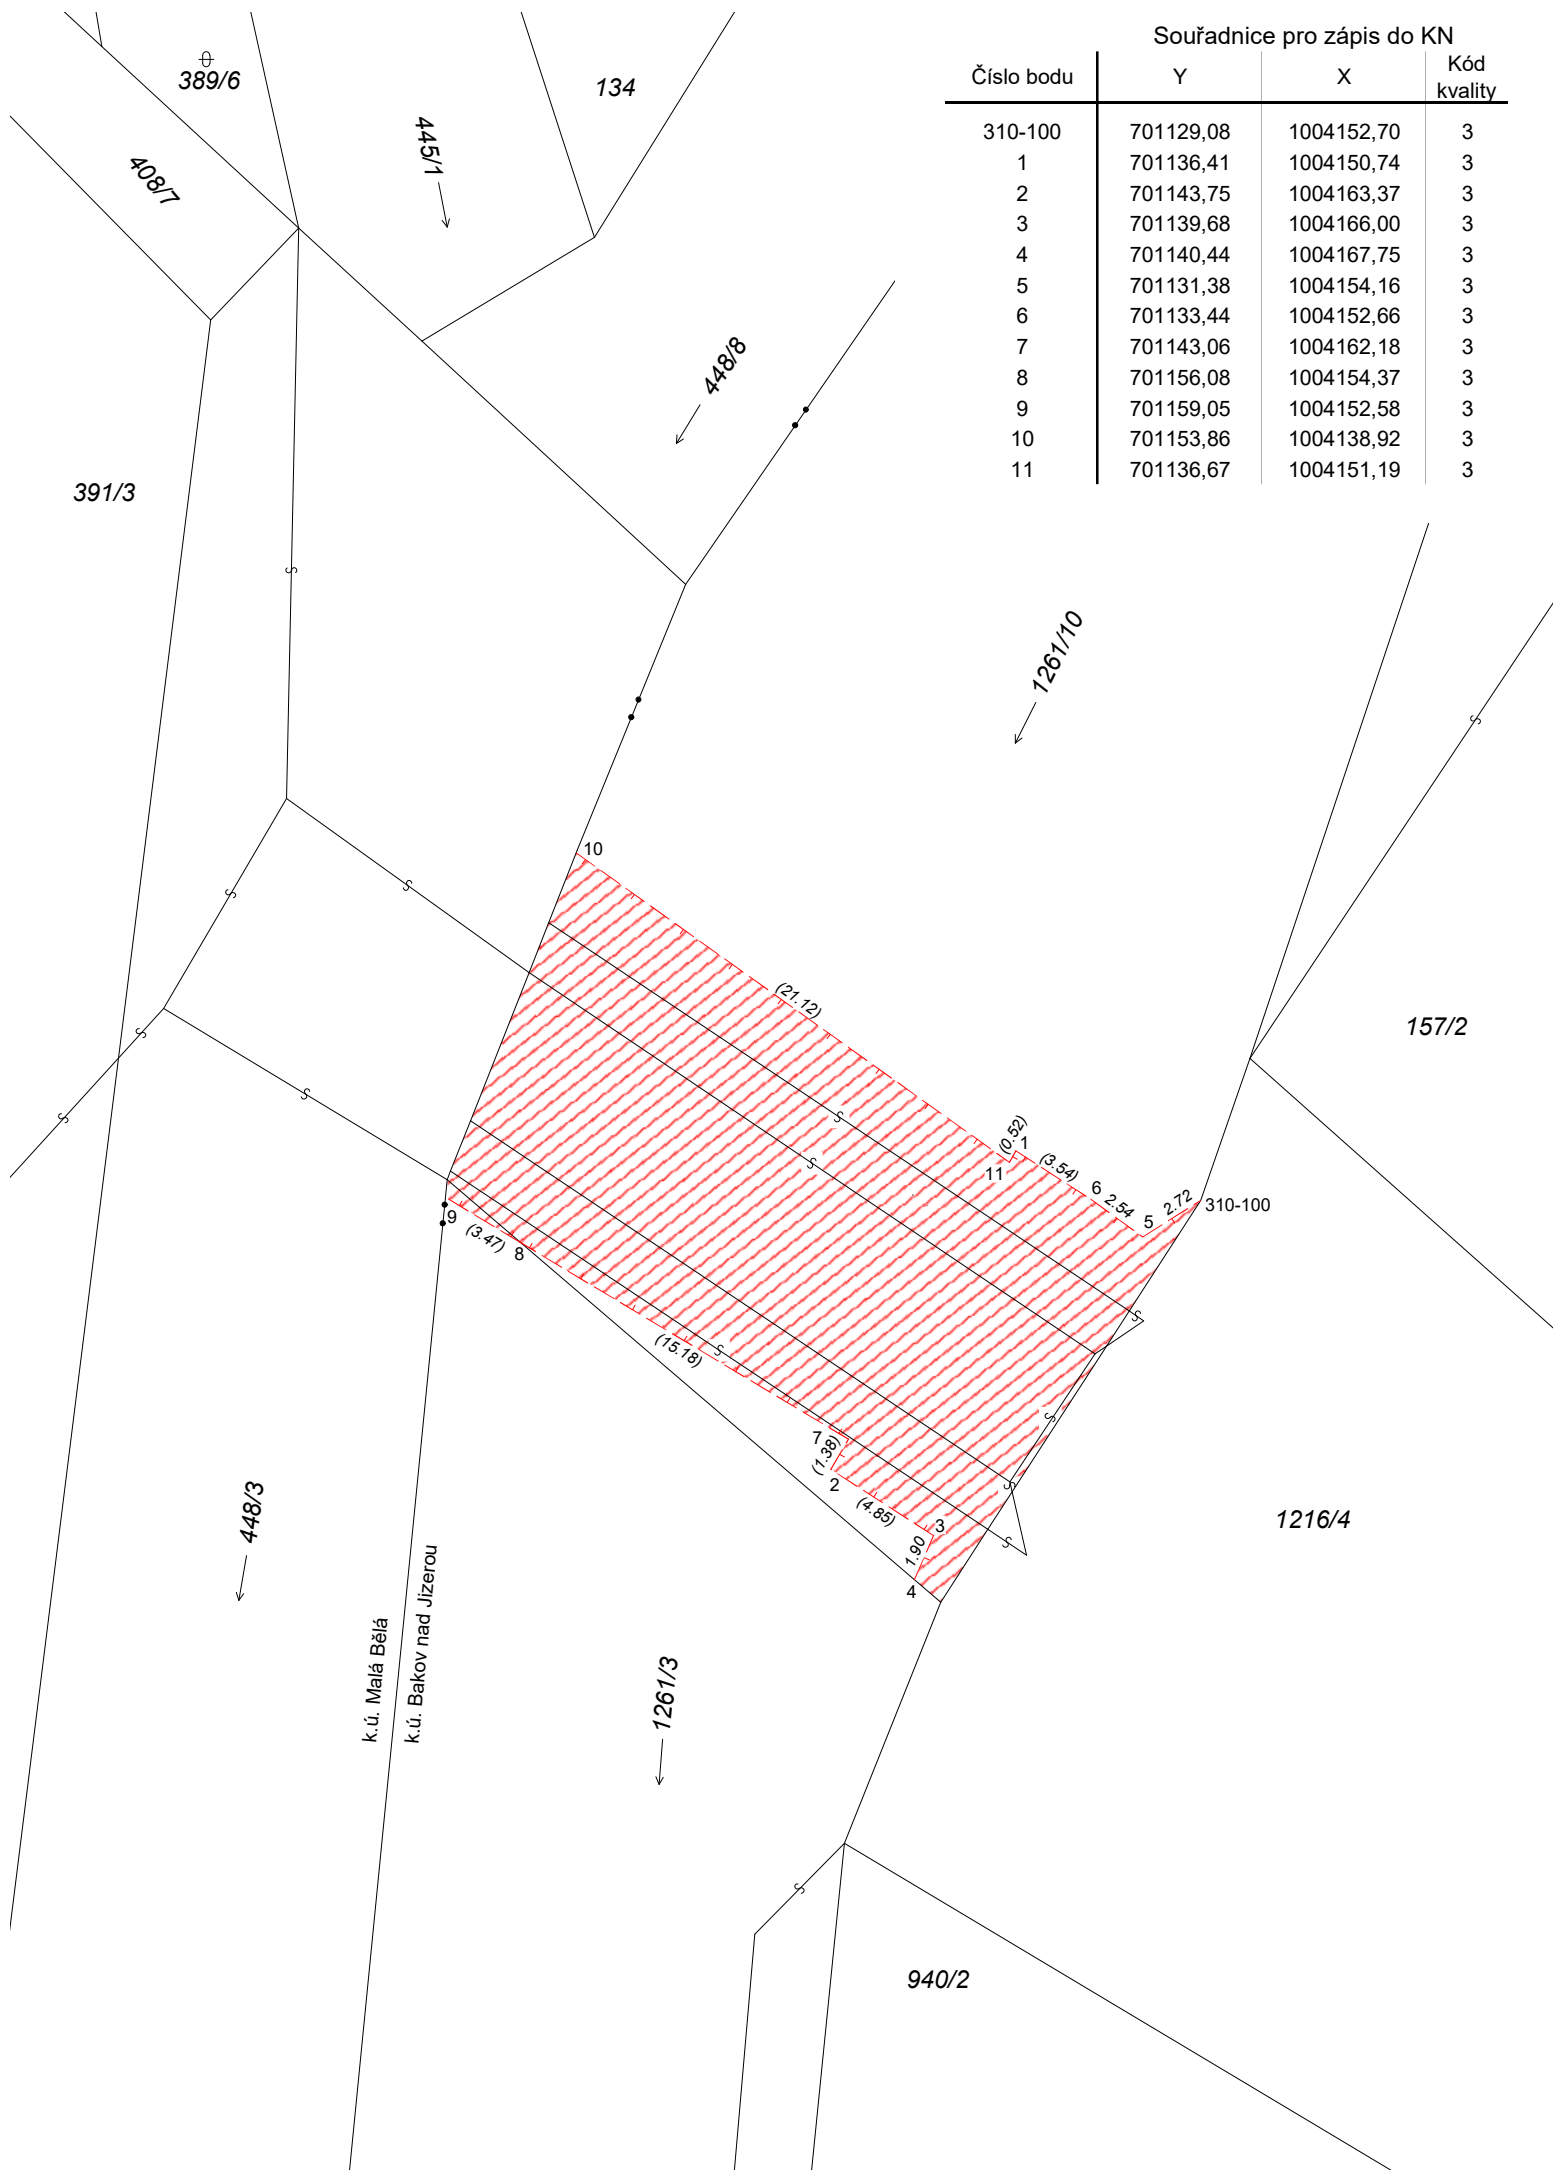 Souřadnice pro zápis do KN
Číslo bodu Y X Kód kvality
310-100 701129,08 1004152,70 3
1 701136,41 1004150,74 3
2 701143,75 1004163,37 3
3 701139,68 1004166,00 3
4 701140,44 1004167,75 3
5 701131,38 1004154,16 3
6 701133,44 1004152,66 3
7 701143,06 1004162,18 3
8 701156,08 1004154,37 3
9 701159,05 1004152,58 3
10 701153,86 1004138,92 3
11 701136,67 1004151,19 3
389/6
134
445/1
408/7
448/8
391/3
1261/10
10
(21.12)
157/2
(0.52)
1
11
(3.54)
6
2.54
5
2.72
310-100
9
(3.47)
8
(15.18)
7
(1.38)
2
(4.85)
3
1.90
4
448/3
1216/4
k.ú. Malá Bělá
k.ú. Bakov nad Jizerou
1261/3
940/2